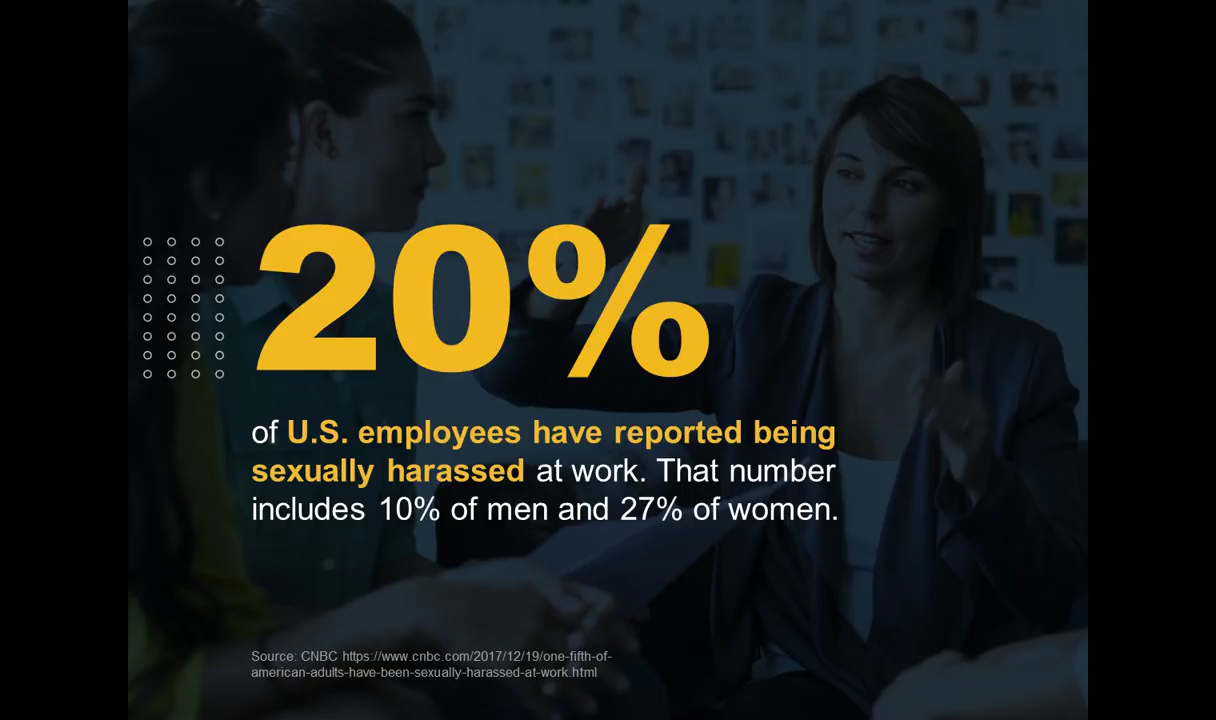 20%
of U.S. employees have reported being
sexually harassed at work. That number
includes 10% of men and 27% of women.
Source: CNBC https://www.cnbc.com/2017/12/19/one-fifth-of-
american-adults-have-been-sexually-harassed-at-work.html